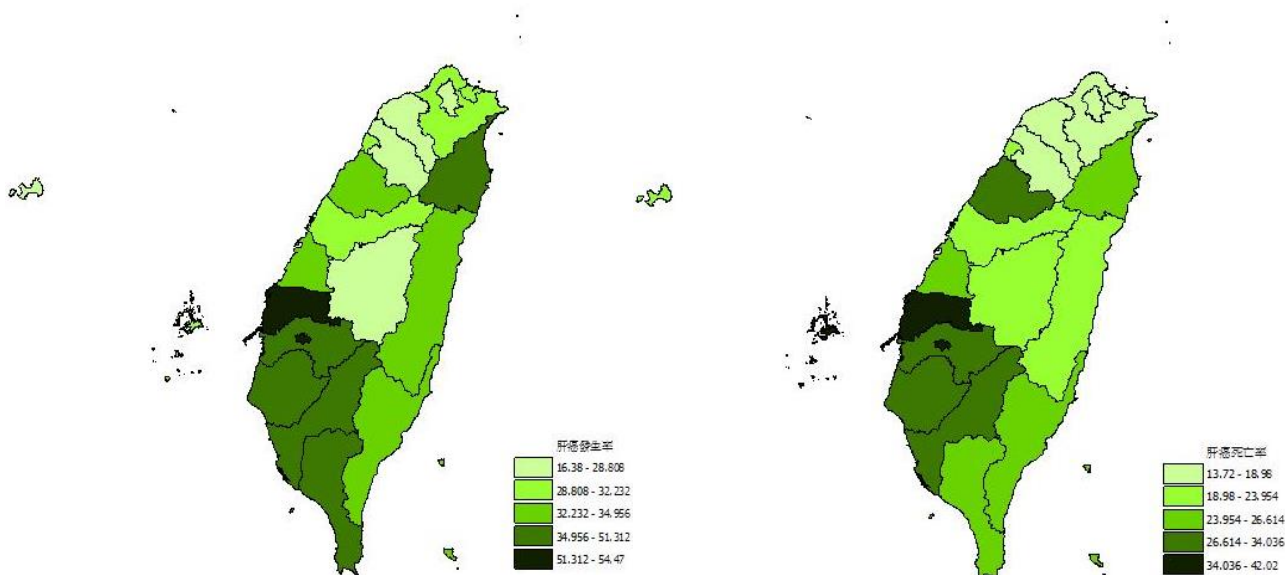 肝癌發生率
16.38 - 28.808
28.808 - 32.232
32.232 - 34.956
34.956 - 51.312
51.312 - 54.47
肝癌死亡率
13.72 - 18.98
18.98 - 23.954
23.954 - 26.614
26.614 - 34.036
34.036 - 42.02